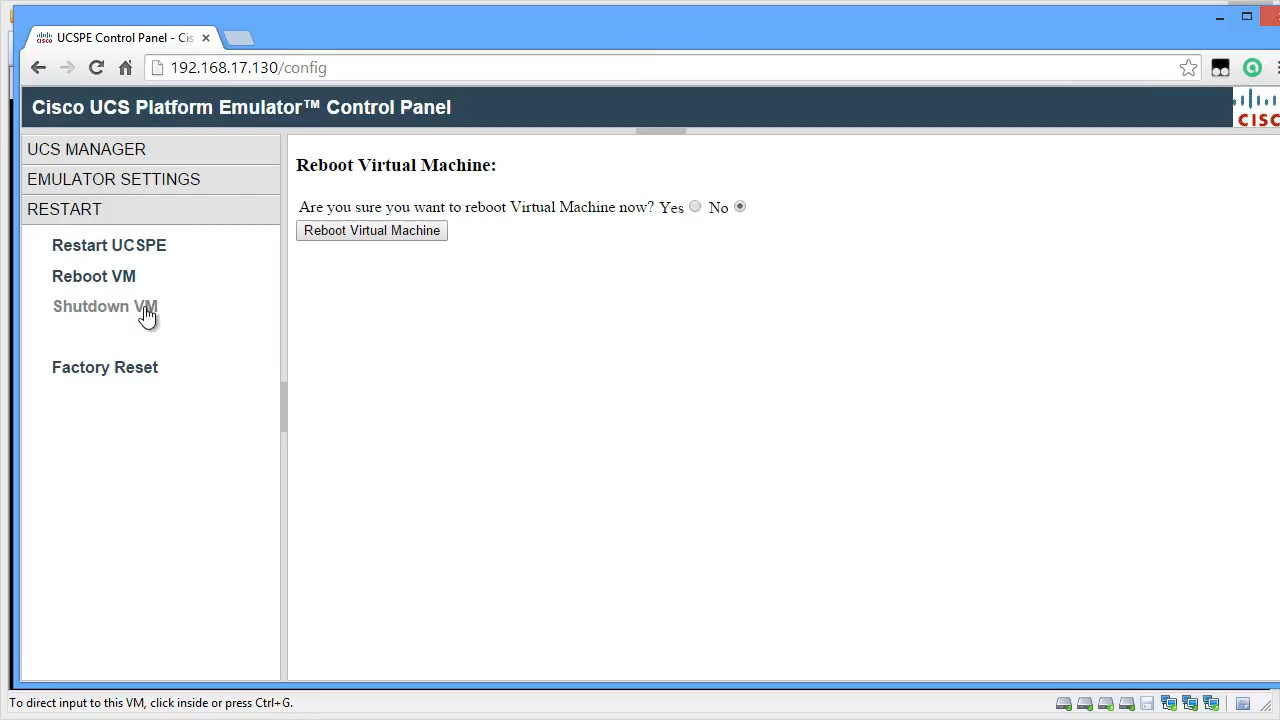 UCSPE Control Panel - Cis
192.168.17.130/config
Cisco UCS Platform Emulator™ Control Panel
CISC
UCS MANAGER
EMULATOR SETTINGS
RESTART
Restart UCSPE
Reboot VM
Shutdown VM
Factory Reset
Reboot Virtual Machine:
Are you sure you want to reboot Virtual Machine now? Yes No
Reboot Virtual Machine
To direct input to this VM, click inside or press Ctrl+G.